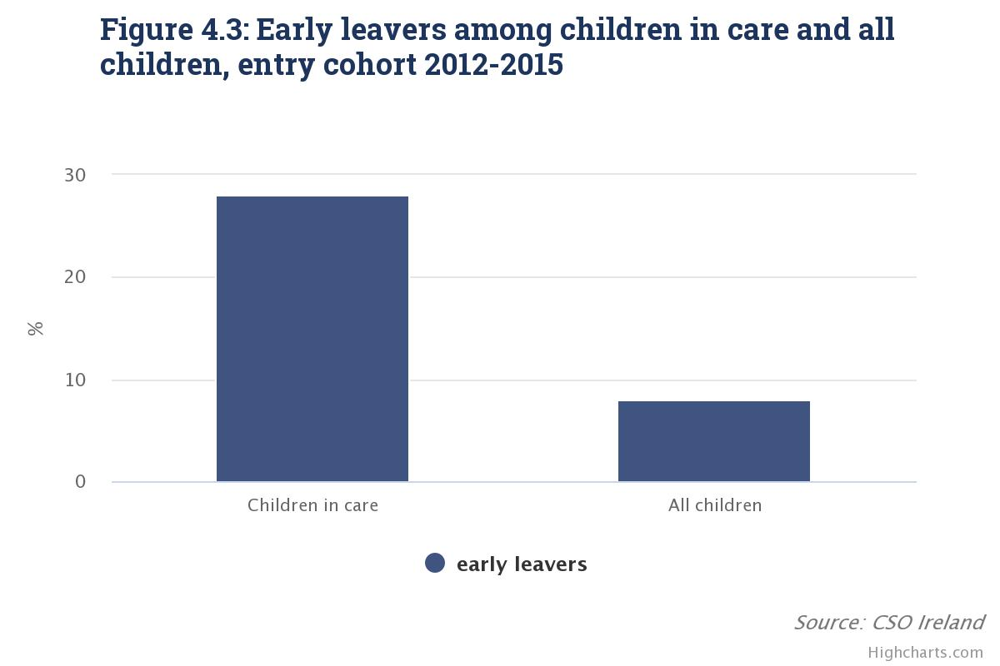 Figure 4.3: Early leavers among children in care and all
children, entry cohort 2012-2015
30
20
10
0
%
Children in care
All children
early leavers
Source: CSO Ireland
Highcharts.com